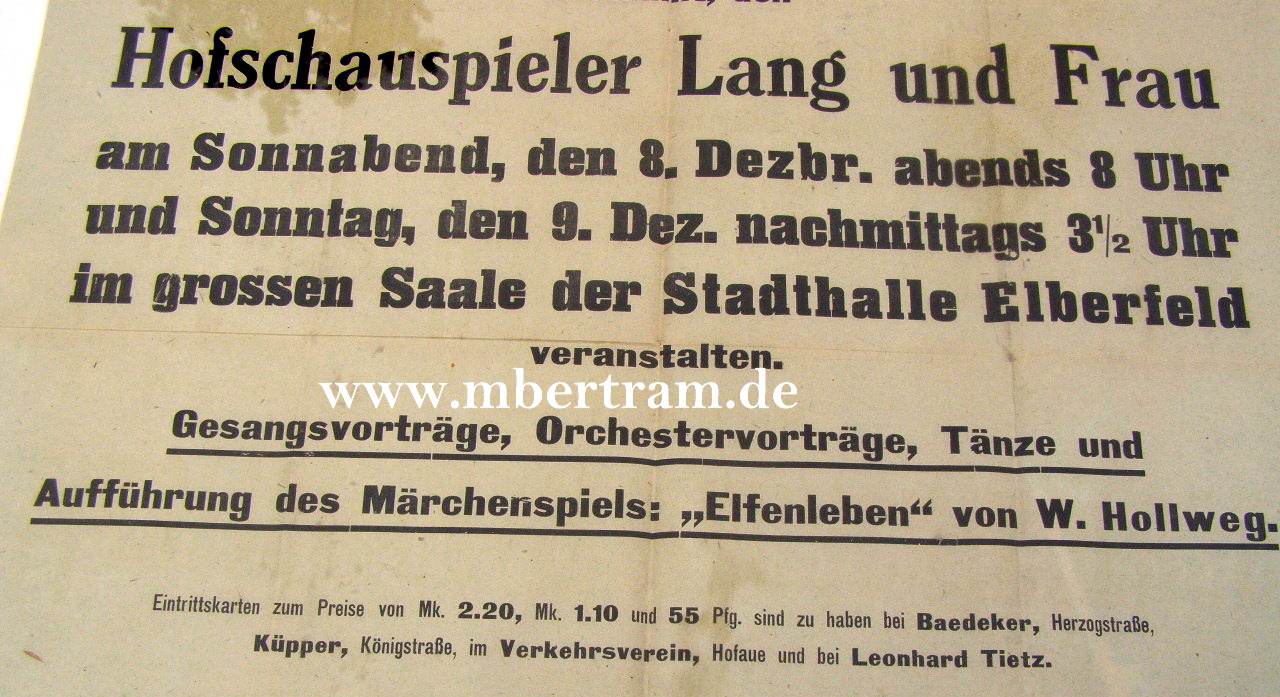 den
Hofschauspieler Lang und Frau
am Sonnabend, den 8. Dezbr. abends 8 Uhr
und Sonntag, den 9. Dez. nachmittags 3½ Uhr
im grossen Saale der Stadthalle Elberfeld
veranstalten.
www.mbertram.de
Gesangsvorträge, Orchestervorträge, Tänze und
Aufführung des Märchenspiels: „Elfenleben“ von W. Hollweg.
Eintrittskarten zum Preise von Mk. 2.20, Mk. 1.10 und 55 Pfg. sind zu haben bei Baedeker, Herzogstraße,
Küpper, Königstraße, im Verkehrsverein, Hofaue und bei Leonhard Tietz.